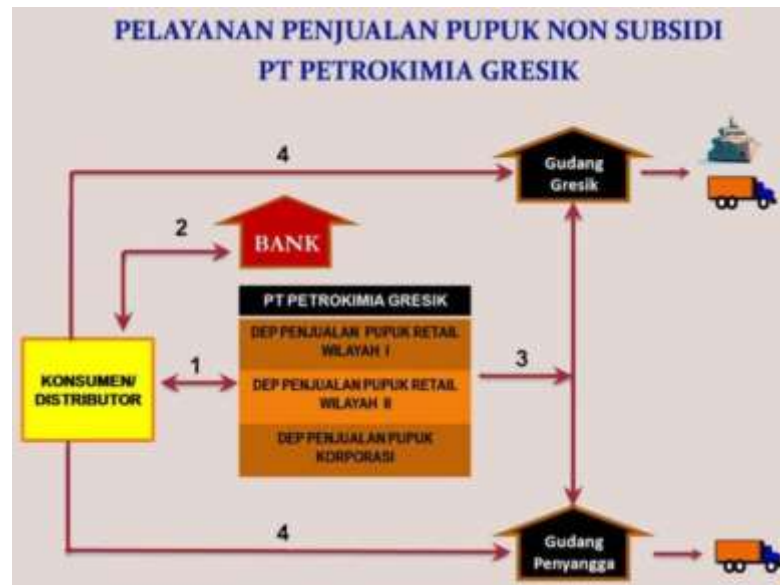 PELAYANAN PENJUALAN PUPUK NON SUBSIDI
PT PETROKIMIA GRESIK
4
Gudang
Gresik
2
BANK
PT PETROKIMIA GRESIK
DEP PENJUALAN PUPUK RETAIL
WILAYAH I
KONSUMEN/
DISTRIBUTOR
1
DEP PENJUALAN PUPUK RETAIL
WILAYAH II
3
DEP PENJUALAN PUPUK
KORPORASI
4
Gudang
Penyangga